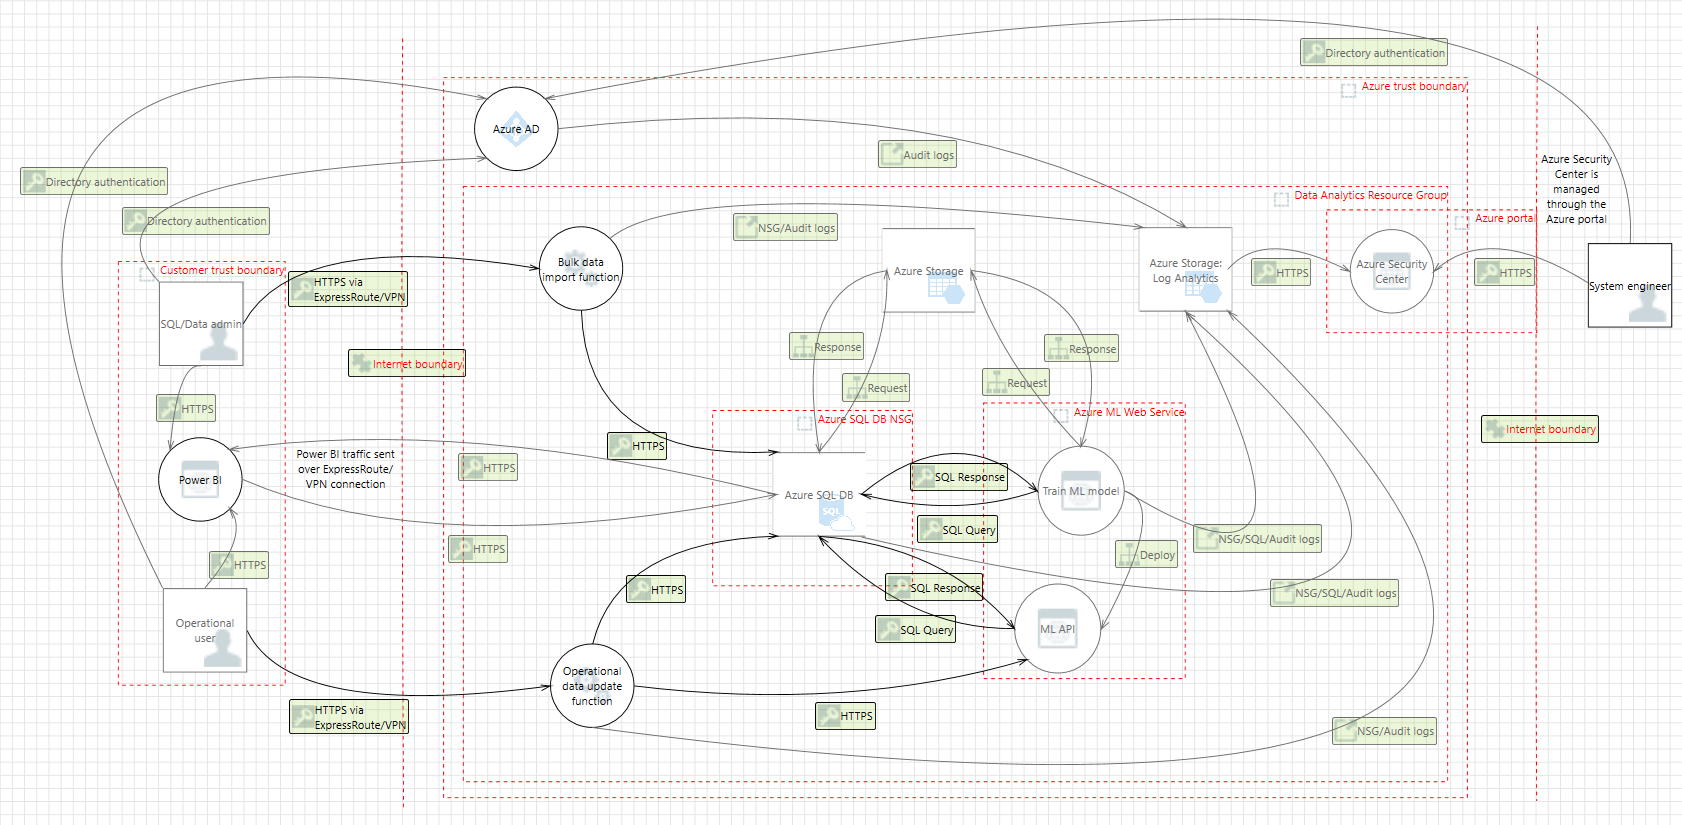 Directory authentication
Azure trust boundary
Azure AD
Audit logs
Azure Security
Center is
managed
through the
Azure portal
Directory authentication
Directory authentication
Data Analytics Resource Group
Azure portal
NSG/Audit logs
Customer trust boundary
HTTPS via
ExpressRoute/VPN
Bulk data
import function
Azure Storage
Azure Storage:
Log Analytics
HTTPS
Azure Security
Center
HTTPS
System engineer
SQL/Data admin
Internet boundary
Response
Request
Response
Request
HTTPS
Azure SQL DB NSG
Azure ML Web Service
Internet boundary
HTTPS
Power BI traffic sent
over ExpressRoute/
VPN connection
HTTPS
Power BI
Azure SQL DB
SQL
SQL Response
Train ML model
SQL Query
NSG/SQL/Audit logs
HTTPS
Deploy
HTTPS
HTTPS
SQL Response
NSG/SQL/Audit logs
Operational
user
SQL Query
ML API
Operational
data update
function
HTTPS via
ExpressRoute/VPN
HTTPS
NSG/Audit logs